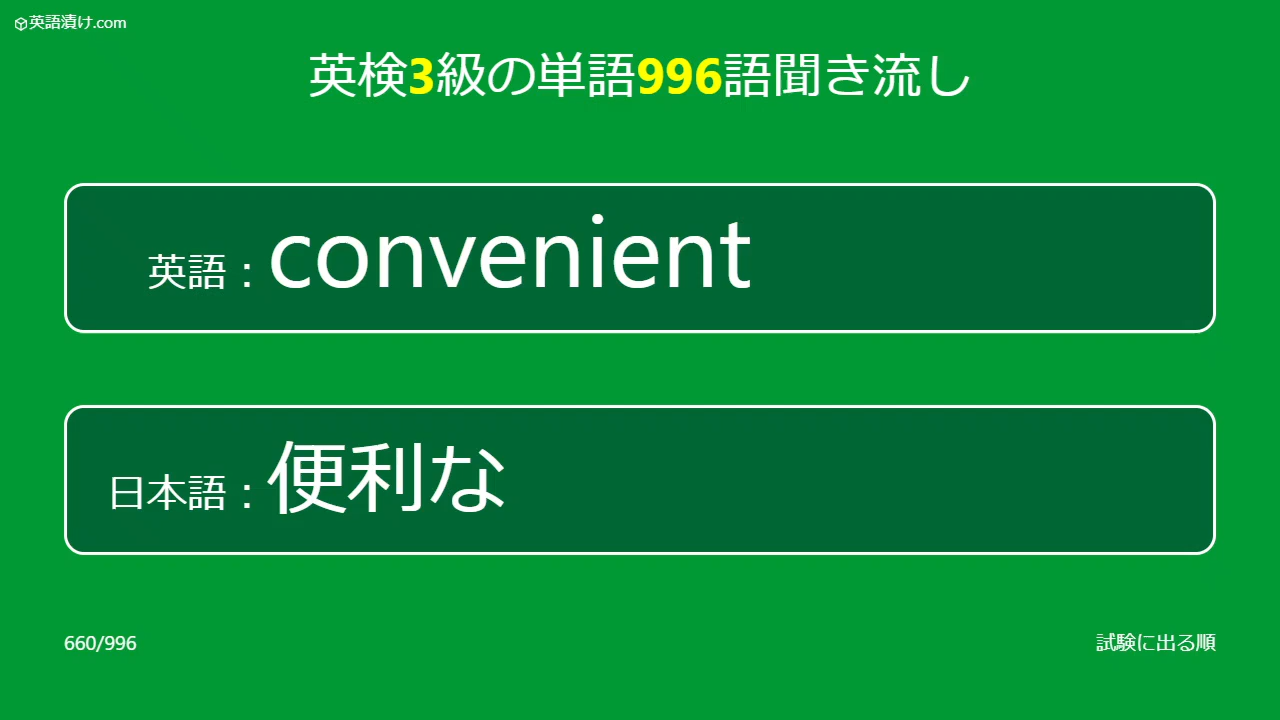 英語漬け.com
英検3級の単語996語聞き流し
英語：convenient
日本語：便利な
660/996
試験に出る順